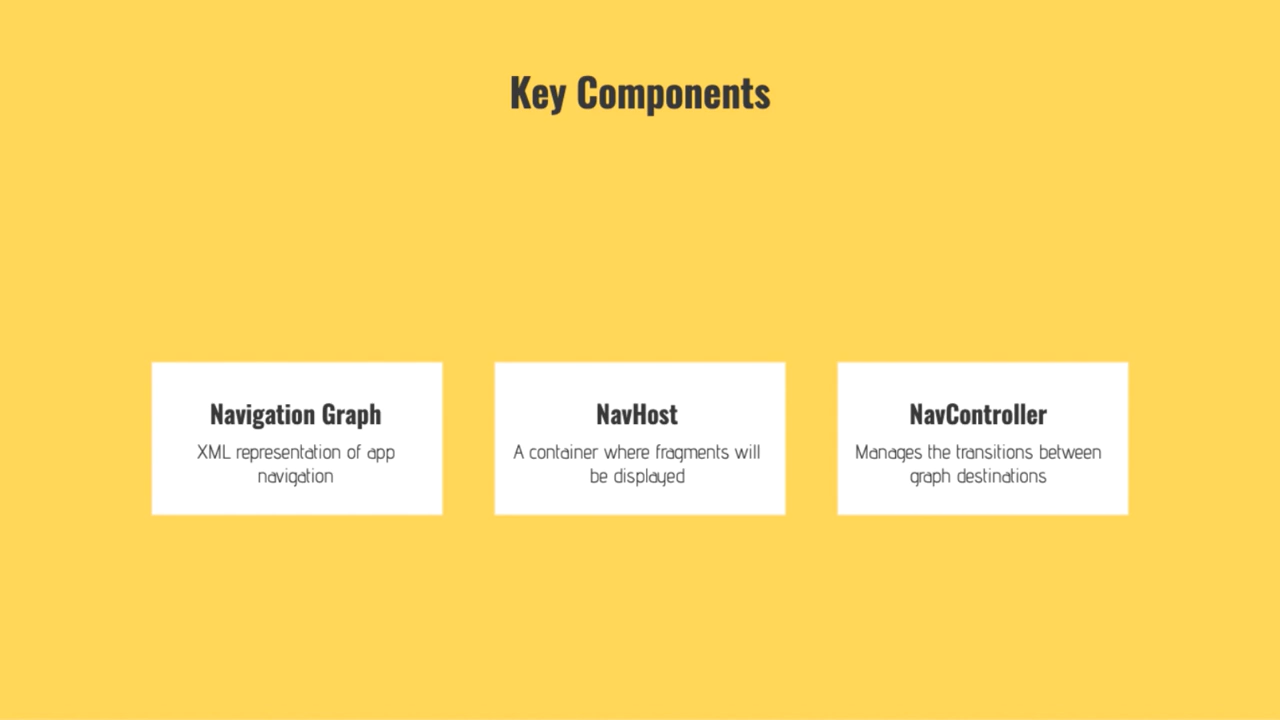 Key Components
Navigation Graph
XML representation of app
navigation
NavHost
A container where fragments will
be displayed
NavController
Manages the transitions between
graph destinations